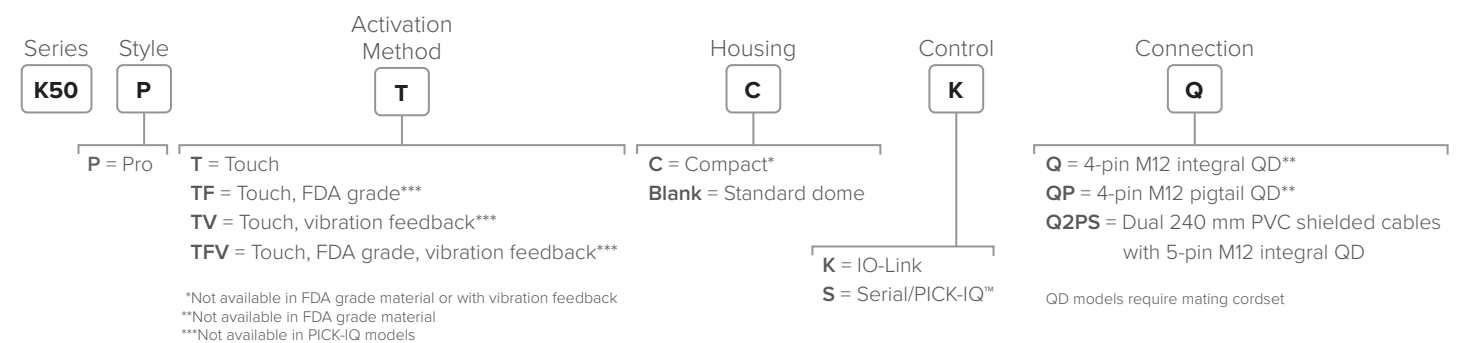 Series
Style
Activation
Method
Housing
Control
Connection
K50
P
T
C
K
Q
P = Pro
T = Touch
TF = Touch, FDA grade***
TV = Touch, vibration feedback***
TFV = Touch, FDA grade, vibration feedback***
C = Compact*
Blank = Standard dome
K = IO-Link
S = Serial/PICK-IQ™
Q = 4-pin M12 integral QD**
QP = 4-pin M12 pigtail QD**
Q2PS = Dual 240 mm PVC shielded cables
with 5-pin M12 integral QD
*Not available in FDA grade material or with vibration feedback
**Not available in FDA grade material
***Not available in PICK-IQ models
QD models require mating cordset